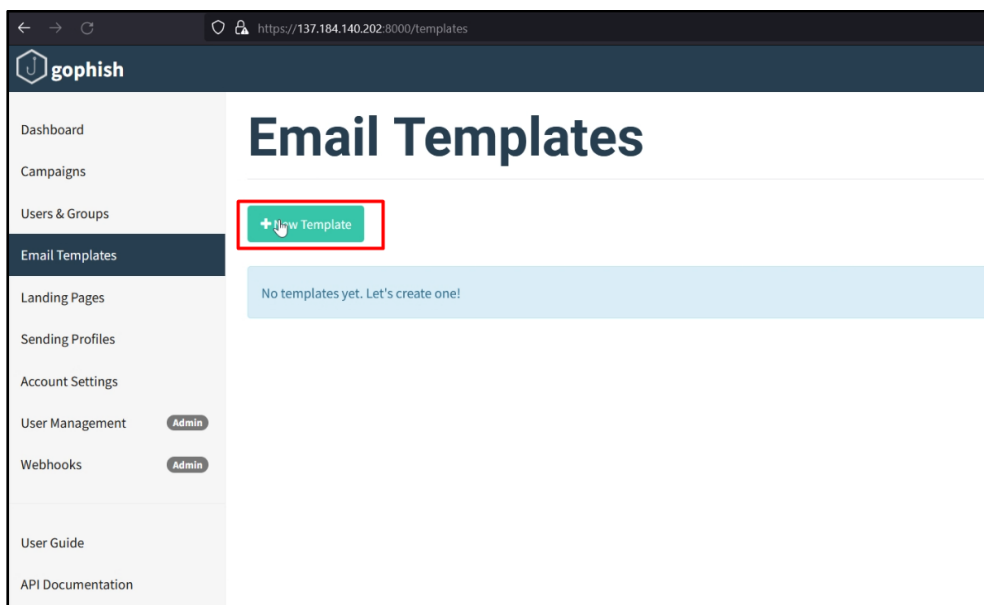 https://137.184.140.202:8000/templates
gophish
Dashboard
Campaigns
Users & Groups
Email Templates
Landing Pages
Sending Profiles
Account Settings
User Management Admin
Webhooks Admin
User Guide
API Documentation
Email Templates
New Template
No templates yet. Let's create one!